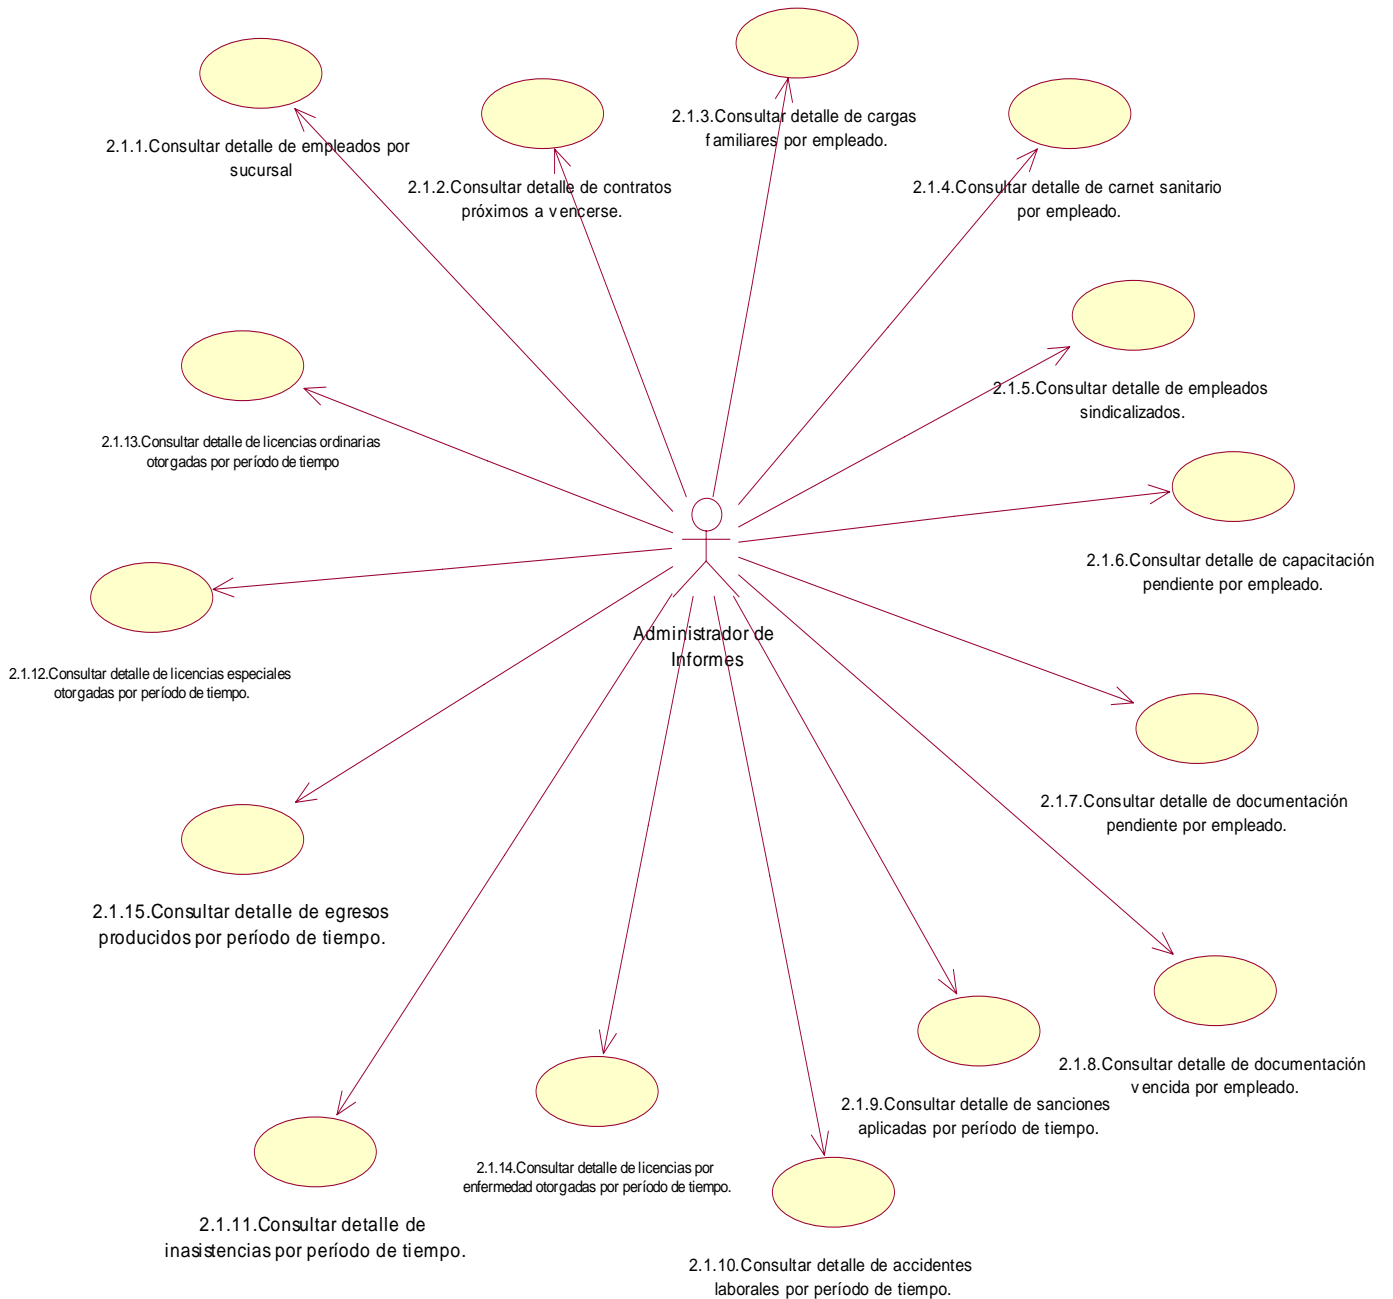 2.1.1.Consultar detalle de empleados por
sucursal
2.1.2.Consultar detalle de contratos
próximos a vencerse.
2.1.3.Consultar detalle de cargas
familiares por empleado.
2.1.4.Consultar detalle de carnet sanitario
por empleado.
2.1.5.Consultar detalle de empleados
sindicalizados.
2.1.13.Consultar detalle de licencias ordinarias
otorgadas por período de tiempo
2.1.6.Consultar detalle de capacitación
pendiente por empleado.
Administrador de
Informes
2.1.12.Consultar detalle de licencias especiales
otorgadas por período de tiempo.
2.1.7.Consultar detalle de documentación
pendiente por empleado.
2.1.15.Consultar detalle de egresos
producidos por período de tiempo.
2.1.8.Consultar detalle de documentación
vencida por empleado.
2.1.9.Consultar detalle de sanciones
aplicadas por período de tiempo.
2.1.14.Consultar detalle de licencias por
enfermedad otorgadas por período de tiempo.
2.1.11.Consultar detalle de
inasistencias por período de tiempo.
2.1.10.Consultar detalle de accidentes
laborales por período de tiempo.